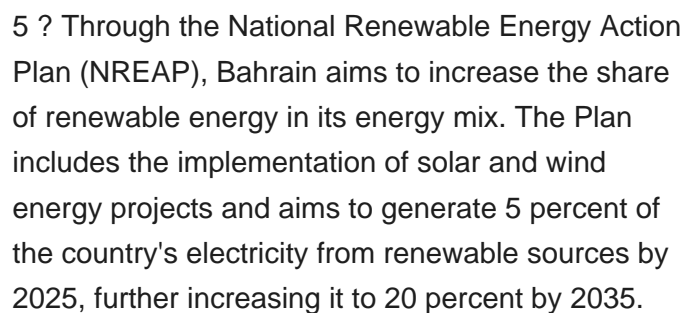 5 ? Through the National Renewable Energy Action
Plan (NREAP), Bahrain aims to increase the share
of renewable energy in its energy mix. The Plan
includes the implementation of solar and wind
energy projects and aims to generate 5 percent of
the country's electricity from renewable sources by
2025, further increasing it to 20 percent by 2035.